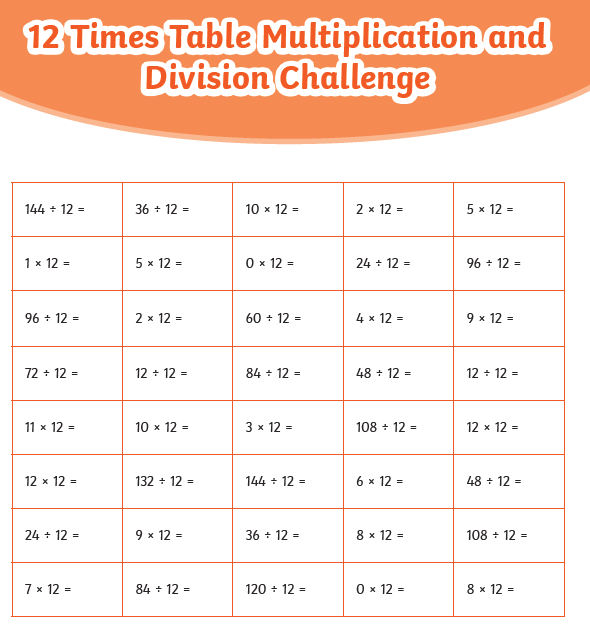 12 Times Table Multiplication and
Division Challenge
144 ÷ 12 = 36 ÷ 12 = 10 × 12 = 2 × 12 = 5 × 12 =
1 × 12 = 5 × 12 = 0 × 12 = 24 ÷ 12 = 96 ÷ 12 =
96 ÷ 12 = 2 × 12 = 60 ÷ 12 = 4 × 12 = 9 × 12 =
72 ÷ 12 = 12 ÷ 12 = 84 ÷ 12 = 48 ÷ 12 = 12 ÷ 12 =
11 × 12 = 10 × 12 = 3 × 12 = 108 ÷ 12 = 12 × 12 =
12 × 12 = 132 ÷ 12 = 144 ÷ 12 = 6 × 12 = 48 ÷ 12 =
24 ÷ 12 = 9 × 12 = 36 ÷ 12 = 8 × 12 = 108 ÷ 12 =
7 × 12 = 84 ÷ 12 = 120 ÷ 12 = 0 × 12 = 8 × 12 =